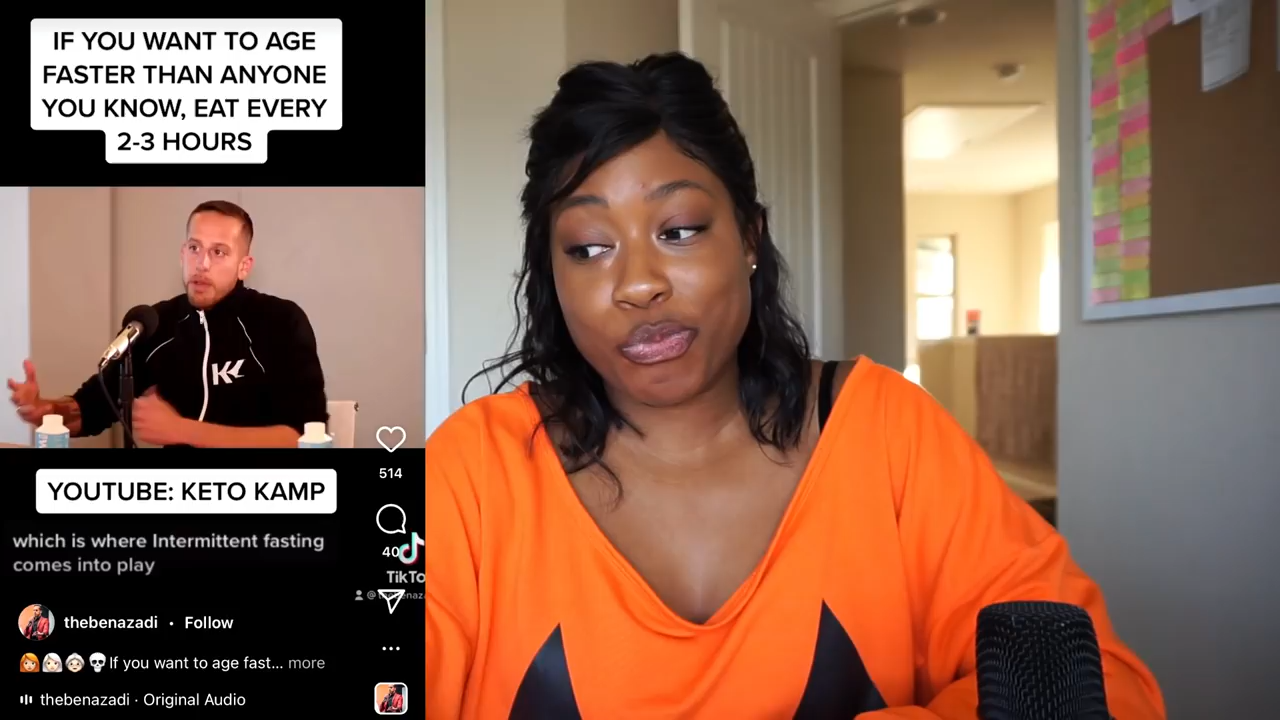 IF YOU WANT TO AGE
FASTER THAN ANYONE
YOU KNOW, EAT EVERY
2-3 HOURS
YOUTUBE: KETO KAMP
514
which is where Intermittent fasting
comes into play
40
TikTo
thebenazadi • Follow
If you want to age fast... more
thebenazadi · Original Audio